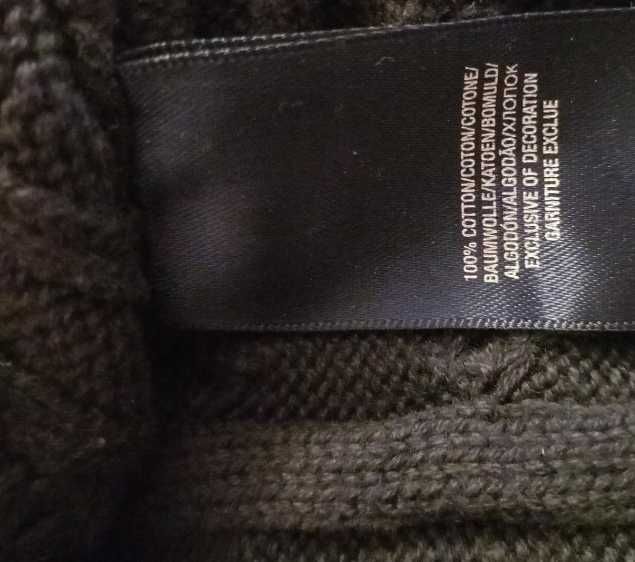 100% COTTON/COTON/COTONE/
BAUMWOLLE/KATOEN/BOMULD/
ALGODÓN/ALGODÃO/ХЛОПОК
EXCLUSIVE OF DECORATION
GARNITURE EXCLUE